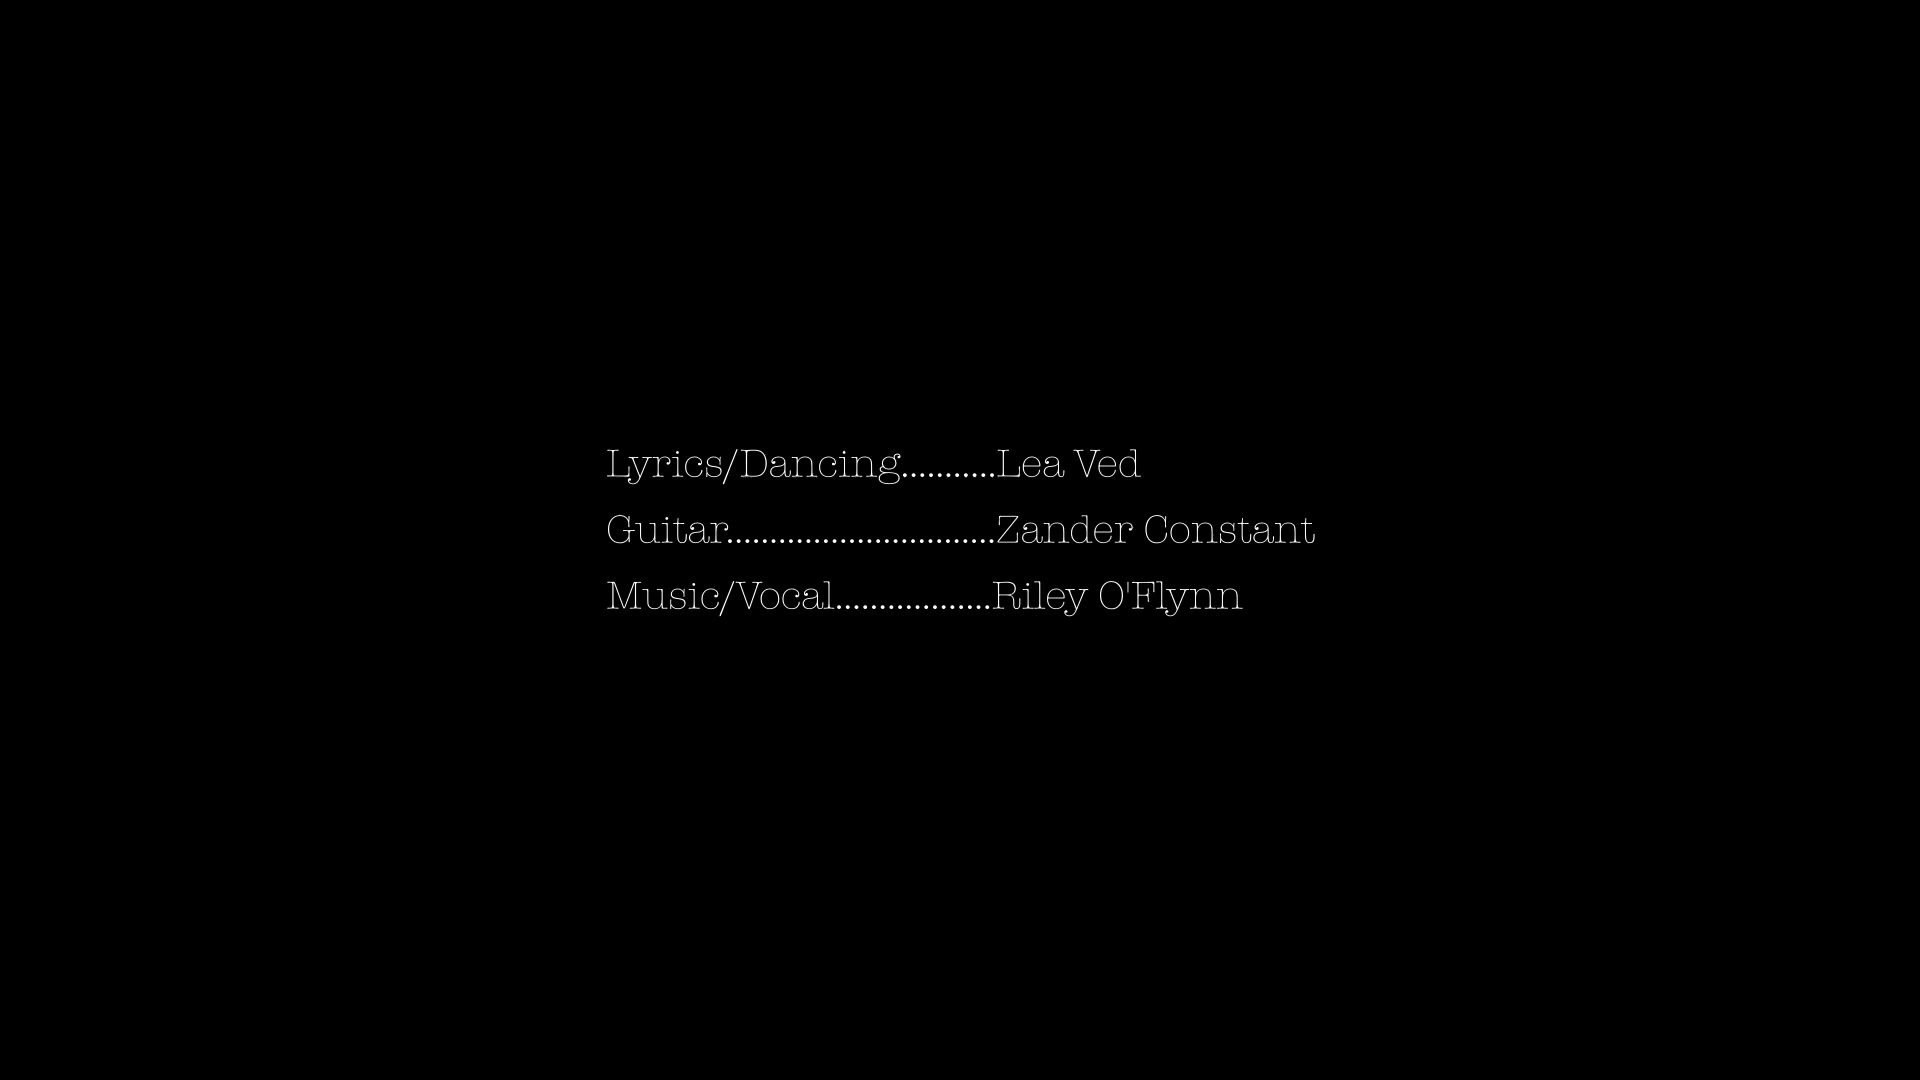 Lyrics/Dancing...........Lea Ved
Guitar...............................Zander Constant
Music/Vocal..................Riley O'Flynn